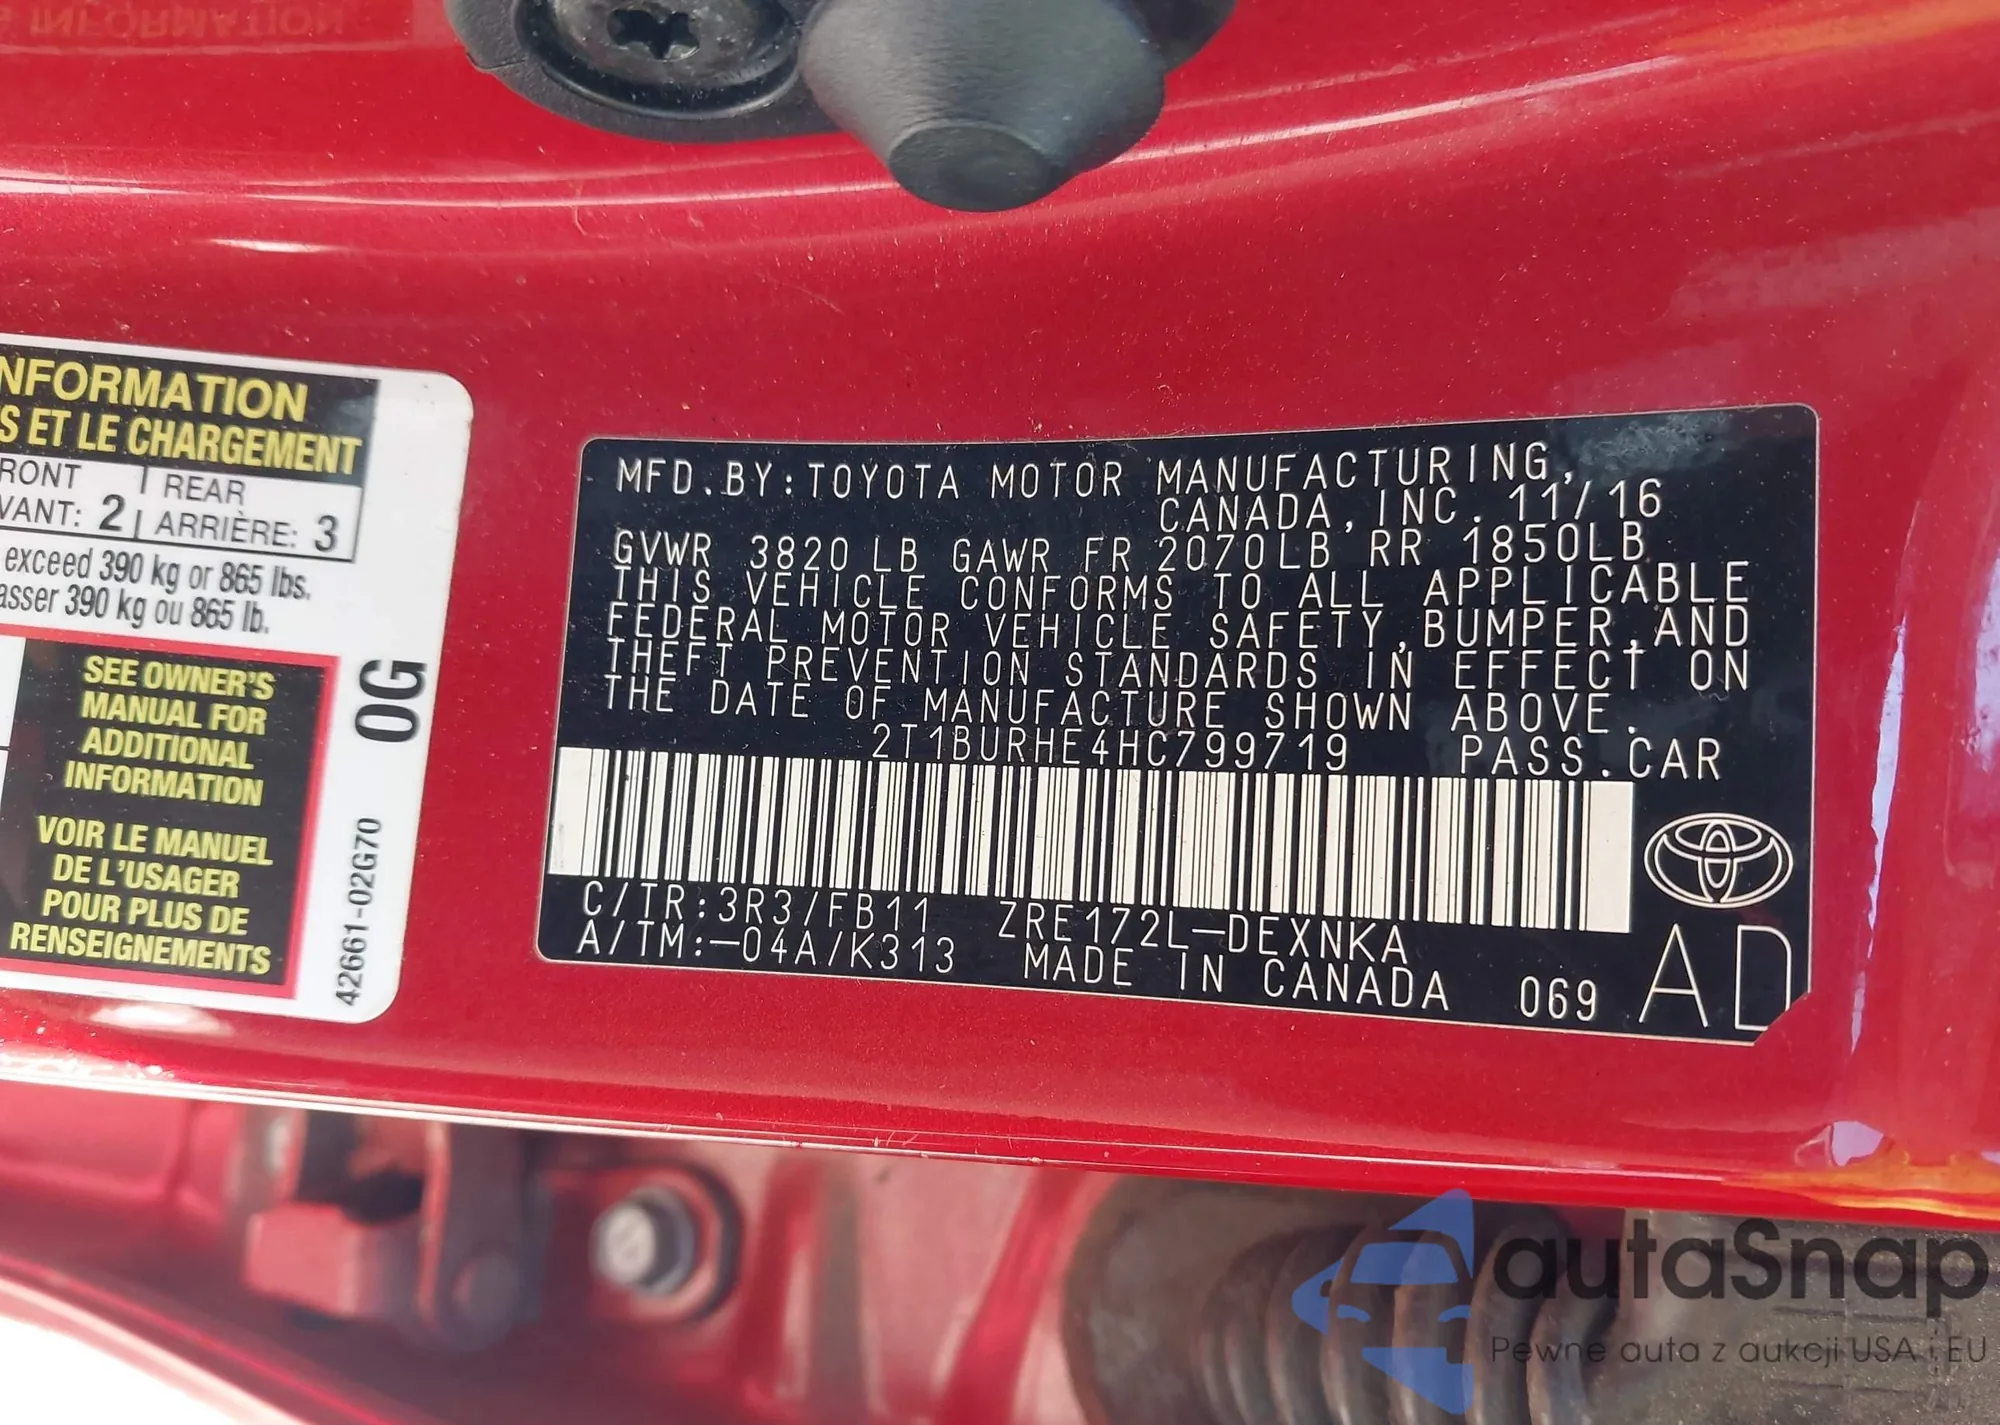 INFORMATION
NFORMATION
S ET LE CHARGEMENT
RONT REAR
VANT: 2 ARRIÈRE: 3
exceed 390 kg or 865 lbs.
asser 390 kg ou 865 lb.
SEE OWNER'S
MANUAL FOR
ADDITIONAL
INFORMATION
VOIR LE MANUEL
DE L'USAGER
POUR PLUS DE
RENSEIGNEMENTS
0G
42661-02G70
MFD.BY:TOYOTA MOTOR MANUFACTURING,
CANADA,INC. 11/16
GVWR 3820LB GAWR FR 2070LB RR 1850LB
THIS VEHICLE CONFORMS TO ALL APPLICABLE
FEDERAL MOTOR VEHICLE SAFETY,BUMPER,AND
THEFT PREVENTION STANDARDS IN EFFECT ON
THE DATE OF MANUFACTURE SHOWN ABOVE.
2T1BURHE4HC799719 PASS.CAR
C/TR:3R3/FB11 ZRE172L-DEXNKA
A/TM:-04A/K313 MADE IN CANADA 069 AD
autaSnap
Pewne auta z aukcji USA i EU